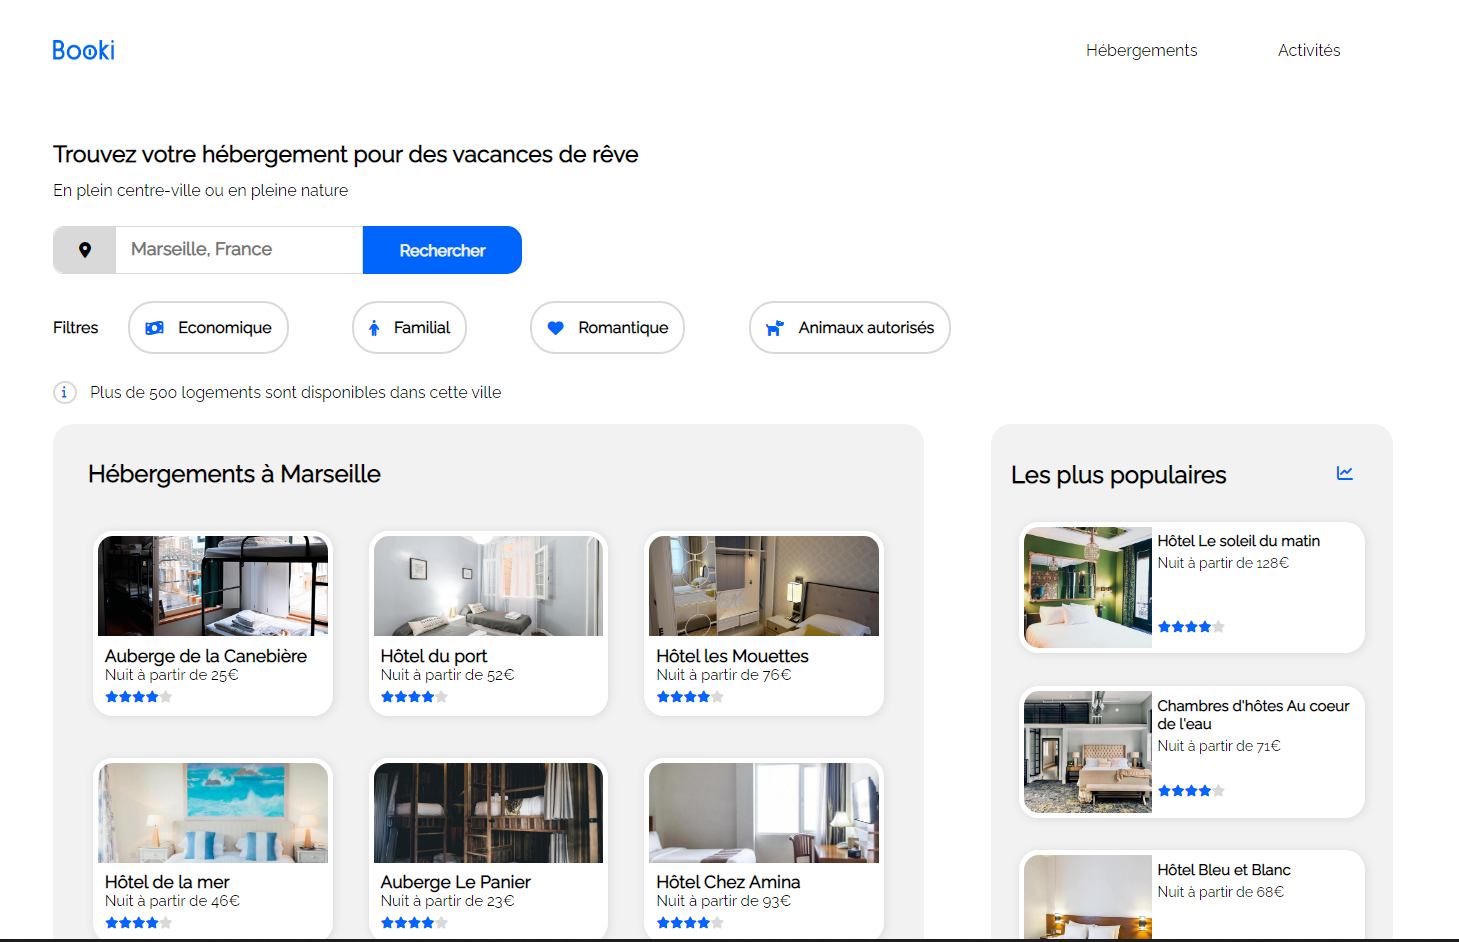 Booki
Hébergements
Activités
Trouvez votre hébergement pour des vacances de rêve
En plein centre-ville ou en pleine nature
Marseille, France
Rechercher
Filtres
Economique
Familial
Romantique
Animaux autorisés
i
Plus de 500 logements sont disponibles dans cette ville
Hébergements à Marseille
Auberge de la Canebière
Nuit à partir de 25€
Hôtel du port
Nuit à partir de 52€
Hôtel les Mouettes
Nuit à partir de 76€
Hôtel de la mer
Nuit à partir de 46€
Auberge Le Panier
Nuit à partir de 23€
Hôtel Chez Amina
Nuit à partir de 93€
Les plus populaires
Hôtel Le soleil du matin
Nuit à partir de 128€
Chambres d'hôtes Au coeur
de l'eau
Nuit à partir de 71€
Hôtel Bleu et Blanc
Nuit à partir de 68€